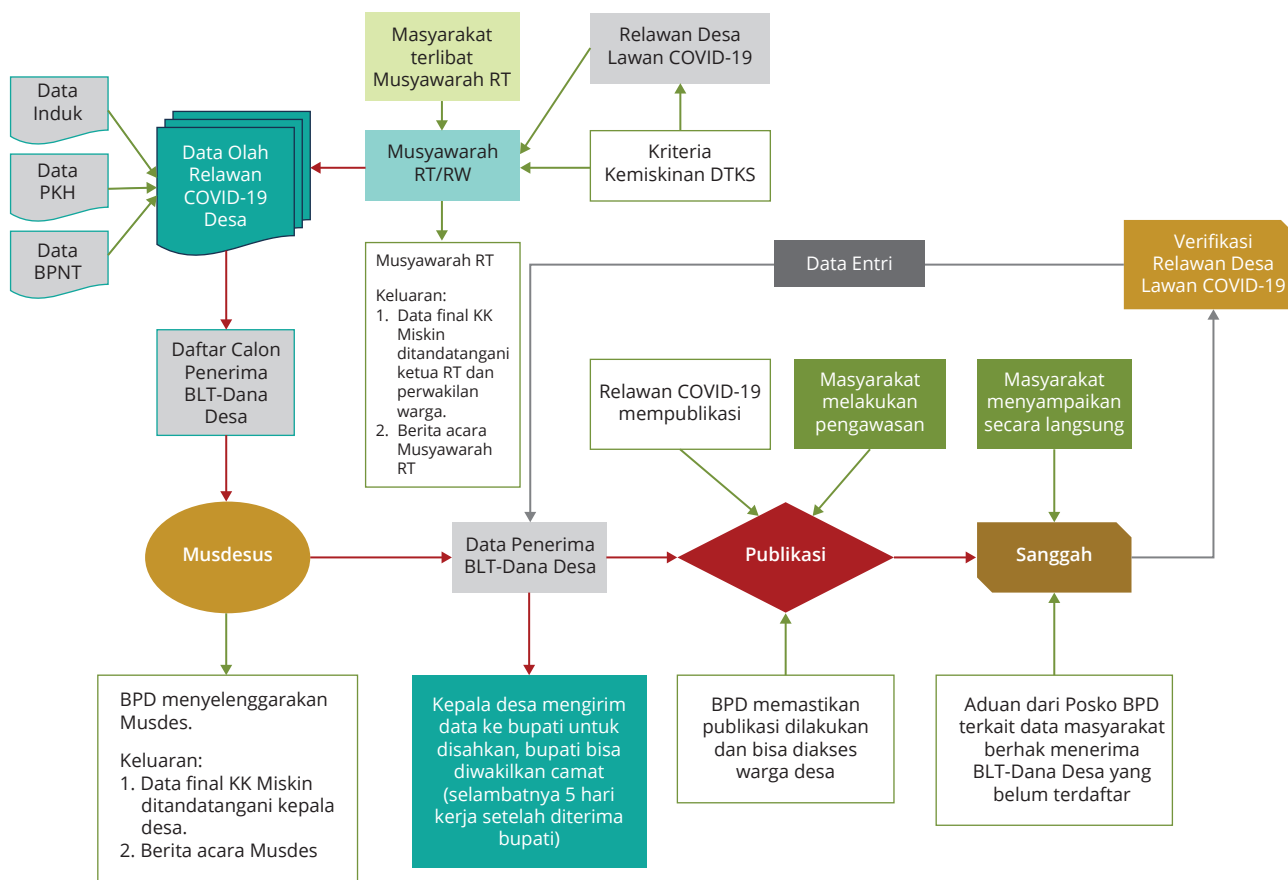 Masyarakat
terlibat
Musyawarah RT
Relawan Desa
Lawan COVID-19
Data
Induk
Data
PKH
Data
BPNT
Data Olah
Relawan
COVID-19
Desa
Musyawarah
RT/RW
Kriteria
Kemiskinan DTKS
Musyawarah RT
Keluaran:
1. Data final KK
Miskin
ditandatangani
ketua RT dan
perwakilan
warga.
2. Berita acara
Musyawarah
RT
Data Entri
Verifikasi
Relawan Desa
Lawan COVID-19
Daftar Calon
Penerima
BLT-Dana
Desa
Relawan COVID-19
mempublikasi
Masyarakat
melakukan
pengawasan
Masyarakat
menyampaikan
secara langsung
Musdesus
Data Penerima
BLT-Dana Desa
Publikasi
Sanggah
BPD menyelenggarakan
Musdes.
Keluaran:
1. Data final KK Miskin
ditandatangani kepala
desa.
2. Berita acara Musdes
Kepala desa mengirim
data ke bupati untuk
disahkan, bupati bisa
diwakilkan camat
(selambatnya 5 hari
kerja setelah diterima
bupati)
BPD memastikan
publikasi dilakukan
dan bisa diakses
warga desa
Aduan dari Posko BPD
terkait data masyarakat
berhak menerima
BLT-Dana Desa yang
belum terdaftar